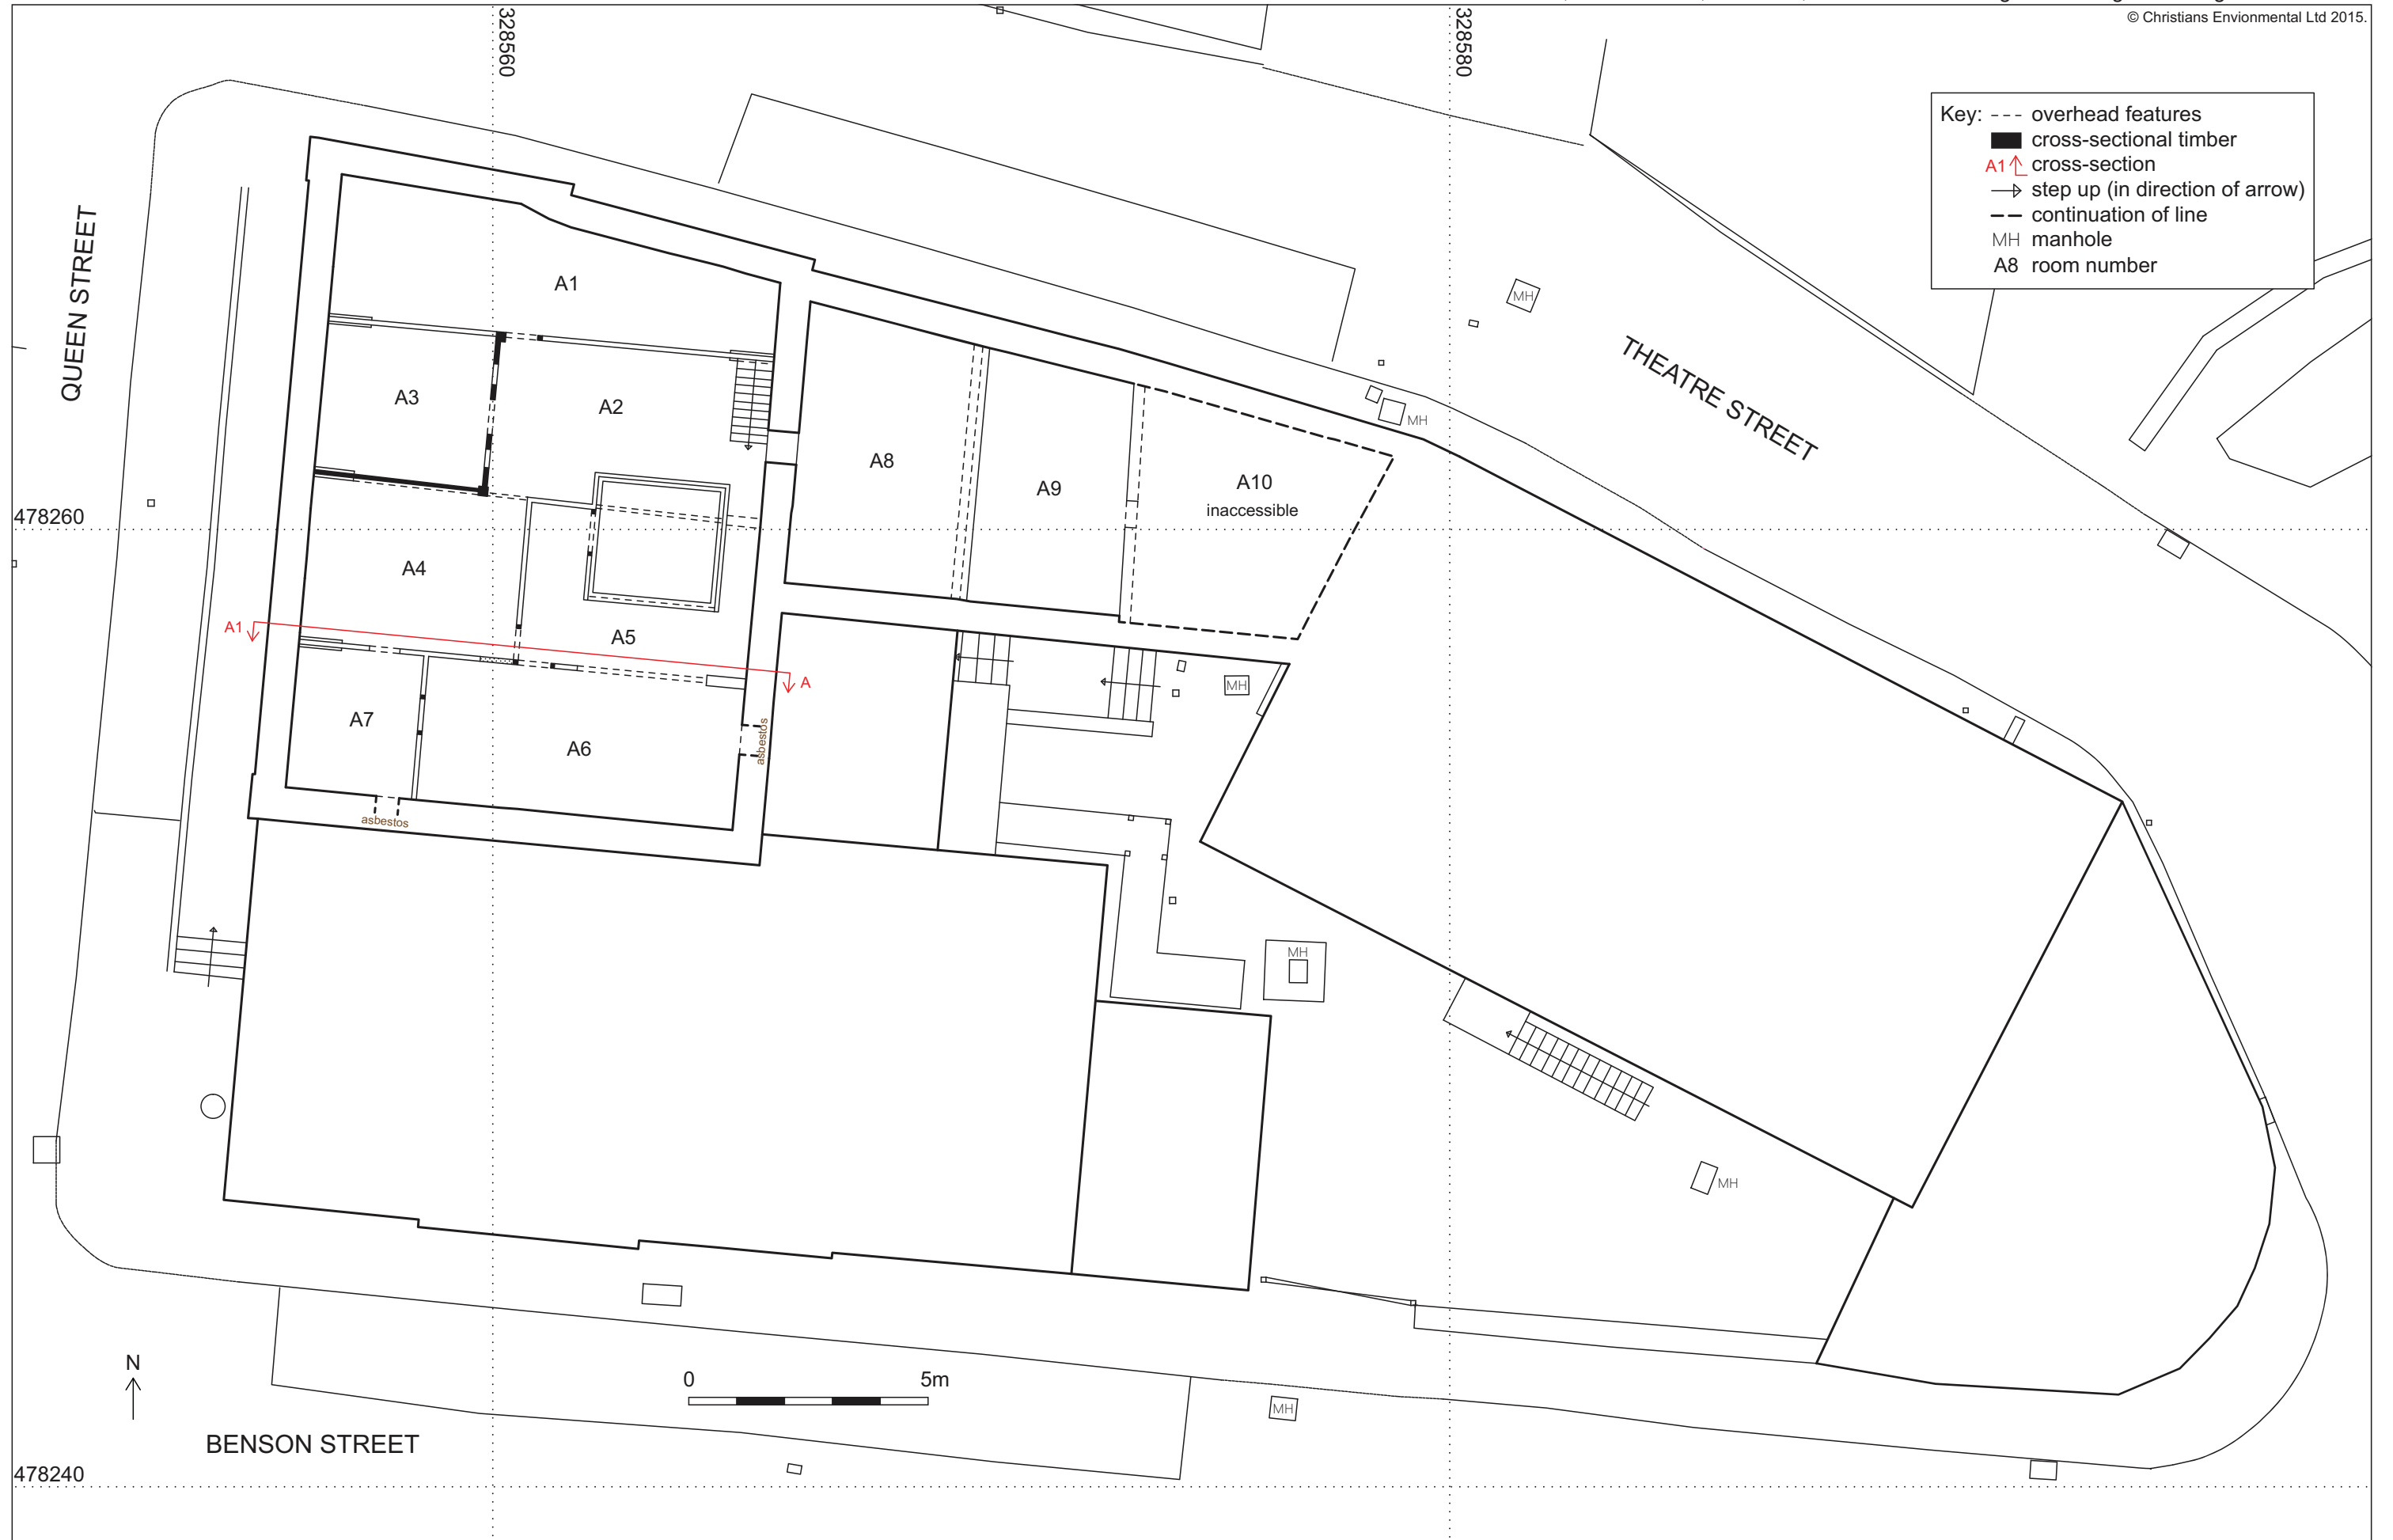 © Christians Envionmental Ltd 2015.
328560
328580
Key: overhead features
cross-sectional timber
A1 cross-section
step up (in direction of arrow)
continuation of line
MH manhole
A8 room number
QUEEN STREET
THEATRE STREET
A1
MH
A3
A2
MH
A8
A9
A10
inaccessible
478260
A4
A1
A5
A
MH
A7
A6
asbestos
asbestos
MH
MH
N
0 5m
MH
BENSON STREET
478240